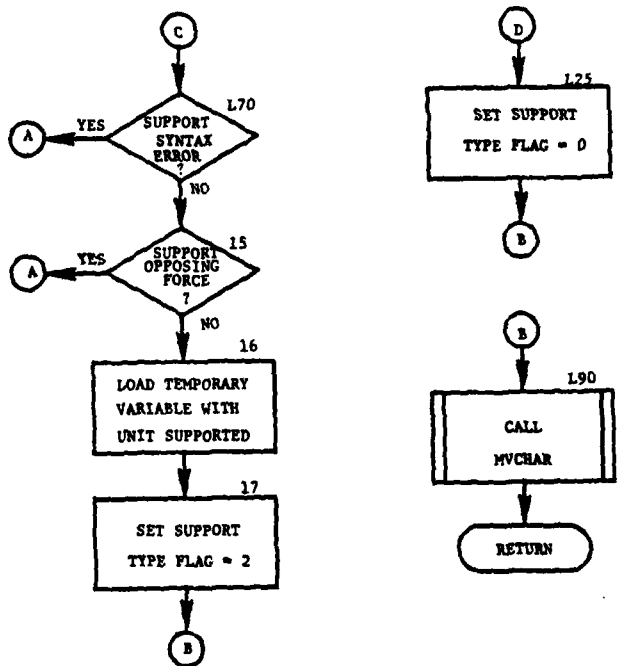 C
L70
SUPPORT
SYNTAX
ERROR
?
YES
A
NO
15
SUPPORT
OPPOSING
FORCE
?
YES
A
NO
16
LOAD TEMPORARY
VARIABLE WITH
UNIT SUPPORTED
17
SET SUPPORT
TYPE FLAG = 2
B
D
L25
SET SUPPORT
TYPE FLAG = 0
B
B
L90
CALL
MVCHAR
RETURN